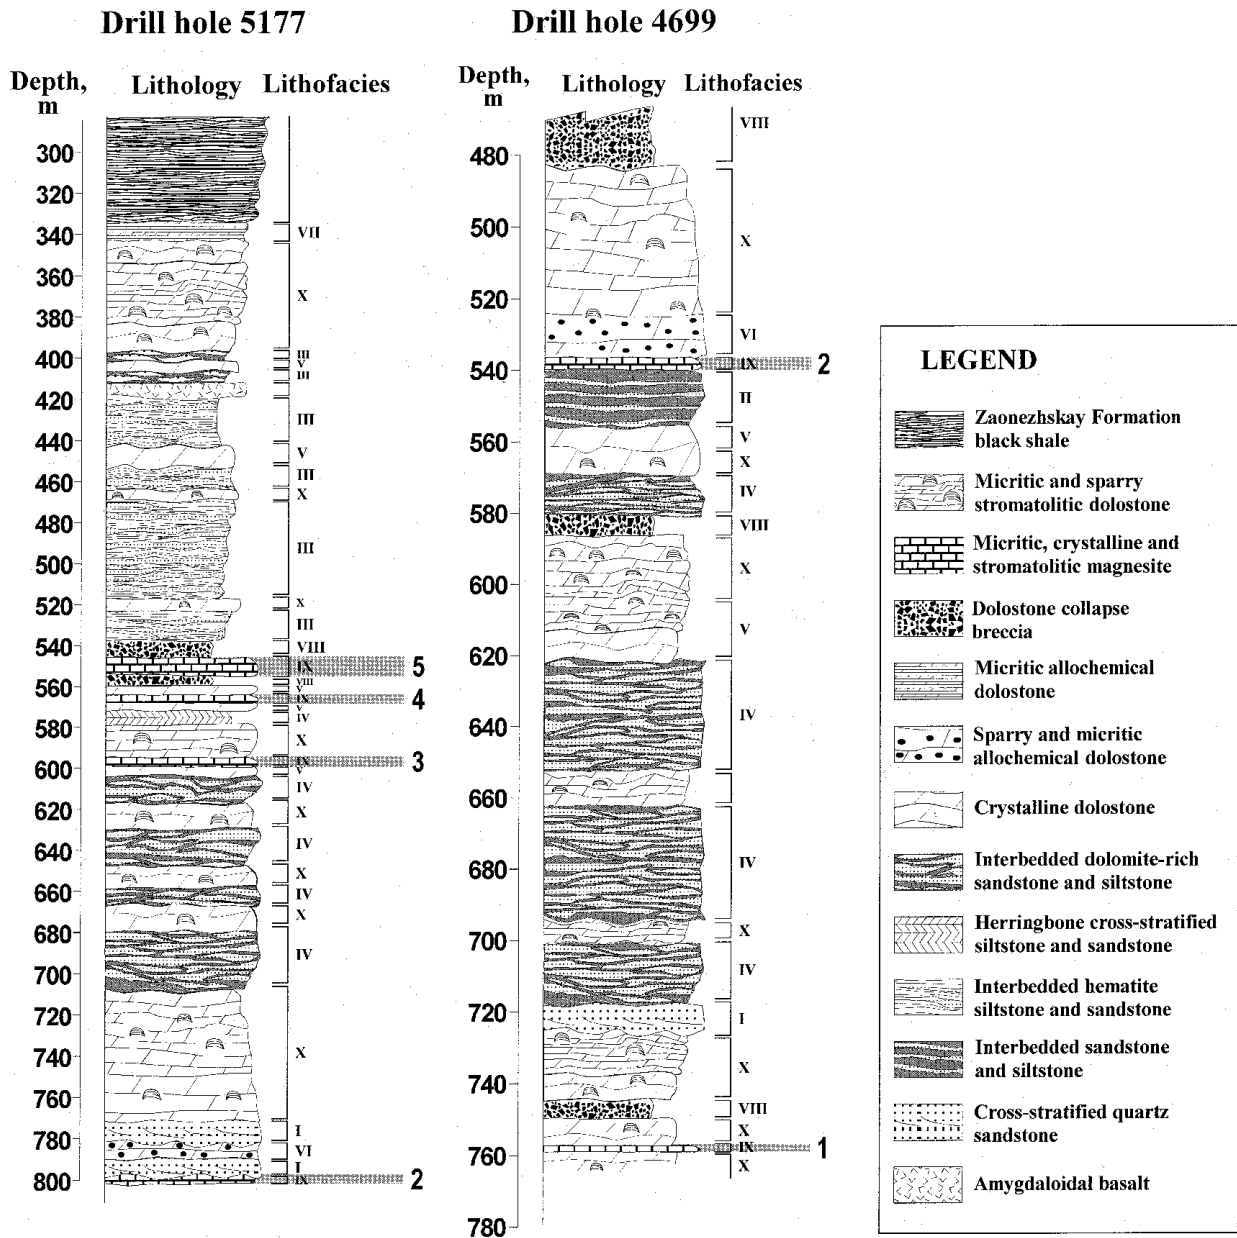 Drill hole 5177
Depth, m
Lithology
Lithofacies
300
320
340
360
380
400
420
440
460
480
500
520
540
560
580
600
620
640
660
680
700
720
740
760
780
800
VII
X
III
V
III
III
V
III
X
III
X
III
VIII
IX
VIII
V
IX
V
IV
X
IX
V
IV
X
IV
X
IV
X
IV
X
I
VI
I
IX
5
4
3
2
Drill hole 4699
Depth, m
Lithology
Lithofacies
480
500
520
540
560
580
600
620
640
660
680
700
720
740
760
780
VIII
X
VI
IX
II
V
X
IV
VIII
X
V
IV
IV
X
IV
I
X
VIII
X
IX
X
2
1
LEGEND
Zaonezhskay Formation
black shale
Micritic and sparry
stromatolitic dolostone
Micritic, crystalline and
stromatolitic magnesite
Dolostone collapse
breccia
Micritic allochemical
dolostone
Sparry and micritic
allochemical dolostone
Crystalline dolostone
Interbedded dolomite-rich
sandstone and siltstone
Herringbone cross-stratified
siltstone and sandstone
Interbedded hematite
siltstone and sandstone
Interbedded sandstone
and siltstone
Cross-stratified quartz
sandstone
Amygdaloidal basalt